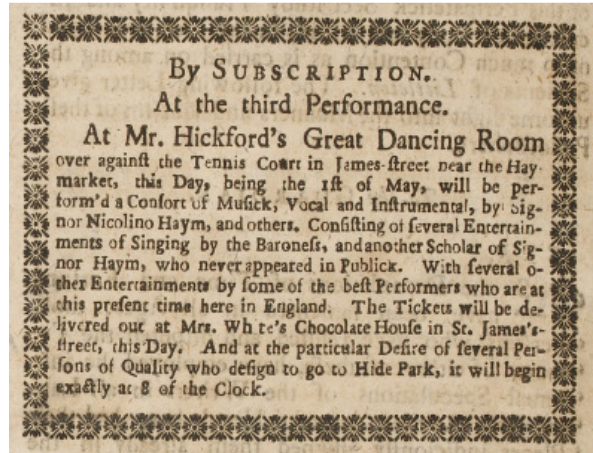 By SUBSCRIPTION.
At the third Performance.
At Mr. Hickford's Great Dancing Room
over againſt the Tennis Court in James-ſtreet near the Hay-
market, this Day, being the 1ſt of May, will be per-
form'd a Conſort of Muſick, Vocal and Inſtrumental, by Sig-
nor Nicolino Haym, and others. Conſiſting of ſeveral Entertain-
ments of Singing by the Baroneſs, and another Scholar of Sig-
nor Haym, who never appeared in Publick. With ſeveral o-
ther Entertainments by ſome of the beſt Performers who are at
this preſent time here in England. The Tickets will be de-
livered out at Mrs. Wh te's Chocolate Houſe in St. James's-
ſtreet, this Day. And at the particular Deſire of ſeveral Per-
ſons of Quality who deſign to go to Hide Park, it will begin
exactly at 8 of the Clock.